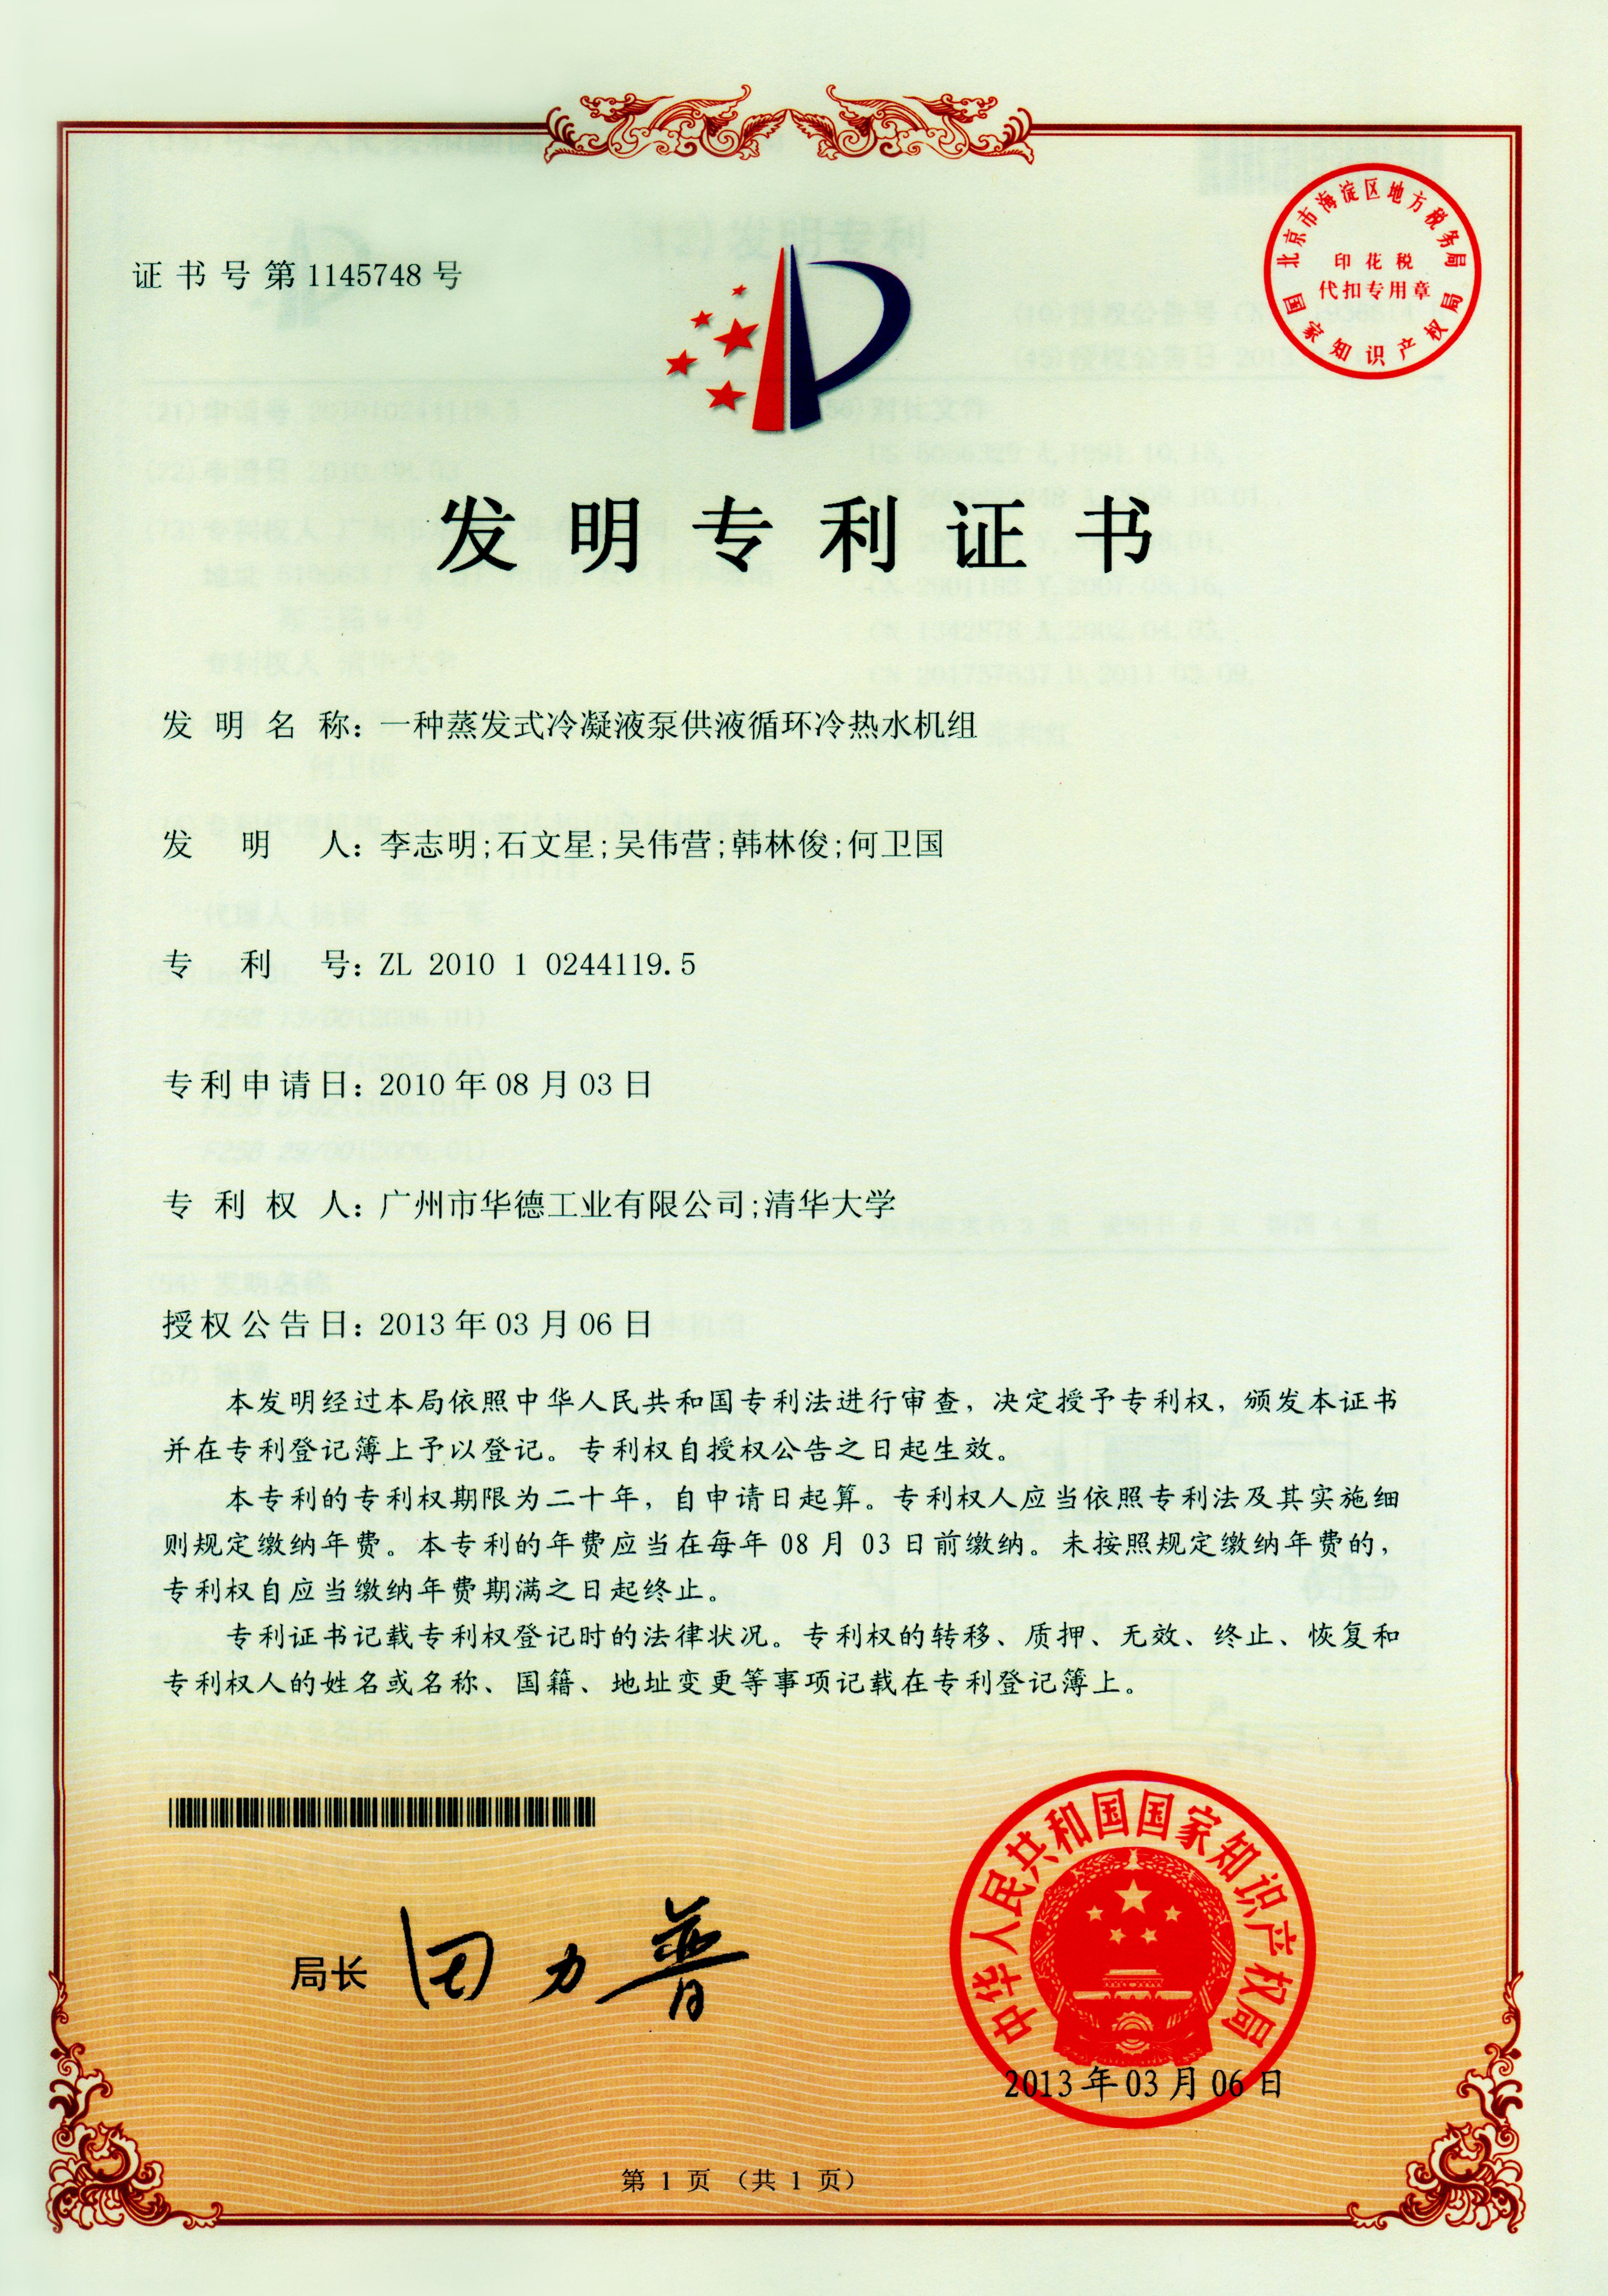 证书号第1145748号
北京市海淀区地方税务局
印花税
代扣专用章
国家知识产权局
发明专利证书
发明名称：一种蒸发式冷凝液泵供液循环冷热水机组
发明人：李志明;石文星;吴伟营;韩林俊;何卫国
专利号：ZL 2010 1 0244119.5
专利申请日：2010年08月03日
专利权人：广州市华德工业有限公司;清华大学
授权公告日：2013年03月06日
本发明经过本局依照中华人民共和国专利法进行审查，决定授予专利权，颁发本证书
并在专利登记簿上予以登记。专利权自授权公告之日起生效。
本专利的专利权期限为二十年，自申请日起算。专利权人应当依照专利法及其实施细
则规定缴纳年费。本专利的年费应当在每年08月03日前缴纳。未按照规定缴纳年费的，
专利权自应当缴纳年费期满之日起终止。
专利证书记载专利权登记时的法律状况。专利权的转移、质押、无效、终止、恢复和
专利权人的姓名或名称、国籍、地址变更等事项记载在专利登记簿上。
局长 田力普
中华人民共和国国家知识产权局
2013年03月06日
第1页（共1页）